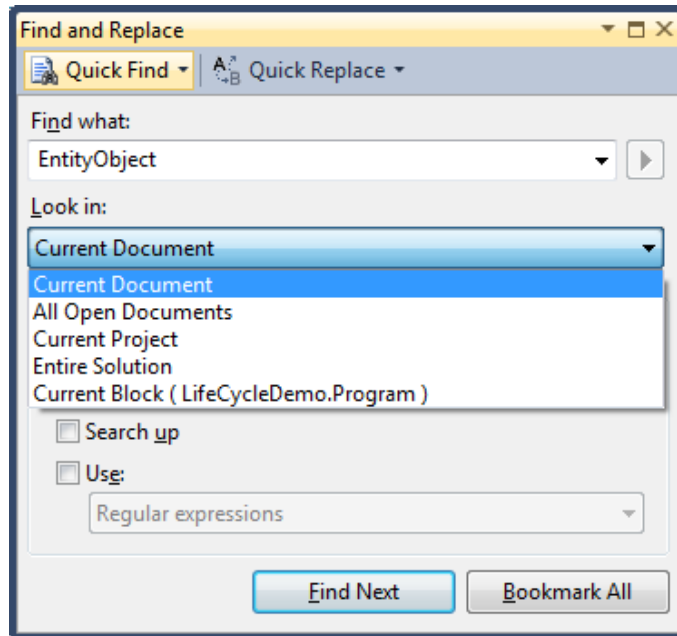 Find and Replace
Quick Find
Quick Replace
Find what:
EntityObject
Look in:
Current Document
Current Document
All Open Documents
Current Project
Entire Solution
Current Block ( LifeCycleDemo.Program )
Search up
Use:
Regular expressions
Find Next
Bookmark All